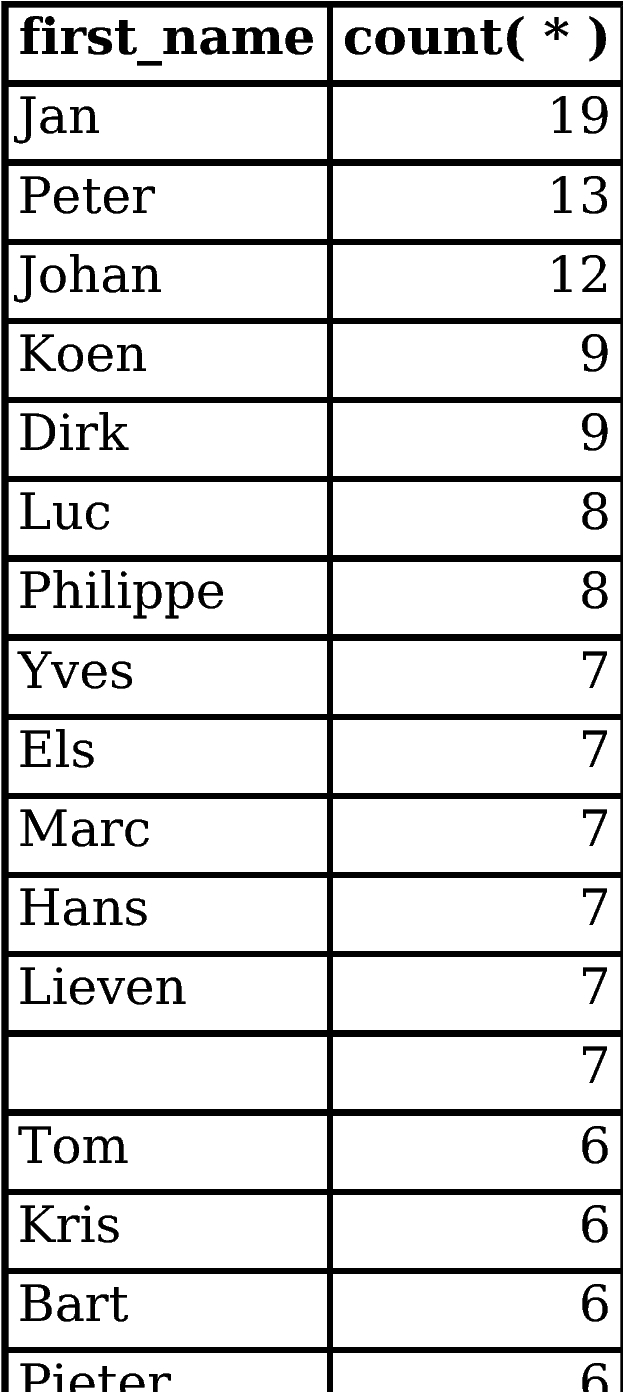 first_name count( * )
Jan 19
Peter 13
Johan 12
Koen 9
Dirk 9
Luc 8
Philippe 8
Yves 7
Els 7
Marc 7
Hans 7
Lieven 7
7
Tom 6
Kris 6
Bart 6
Pieter 6